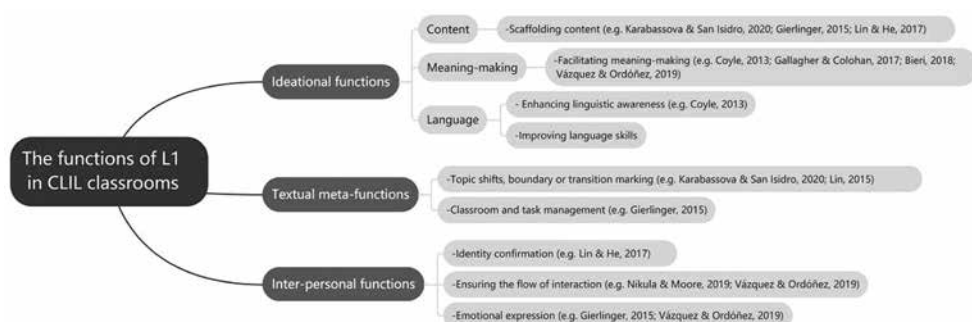 The functions of L1
in CLIL classrooms
Ideational functions
Content
-Scaffolding content (e.g. Karabassova & San Isidro, 2020; Gierlinger, 2015; Lin & He, 2017)
Meaning-making
-Facilitating meaning-making (e.g. Coyle, 2013; Gallagher & Colohan, 2017; Bieri, 2018;
Vázquez & Ordóñez, 2019)
Language
- Enhancing linguistic awareness (e.g. Coyle, 2013)
-Improving language skills
Textual meta-functions
-Topic shifts, boundary or transition marking (e.g. Karabassova & San Isidro, 2020; Lin, 2015)
-Classroom and task management (e.g. Gierlinger, 2015)
Inter-personal functions
-Identity confirmation (e.g. Lin & He, 2017)
-Ensuring the flow of interaction (e.g. Nikula & Moore, 2019; Vázquez & Ordóñez, 2019)
-Emotional expression (e.g. Gierlinger, 2015; Vázquez & Ordóñez, 2019)